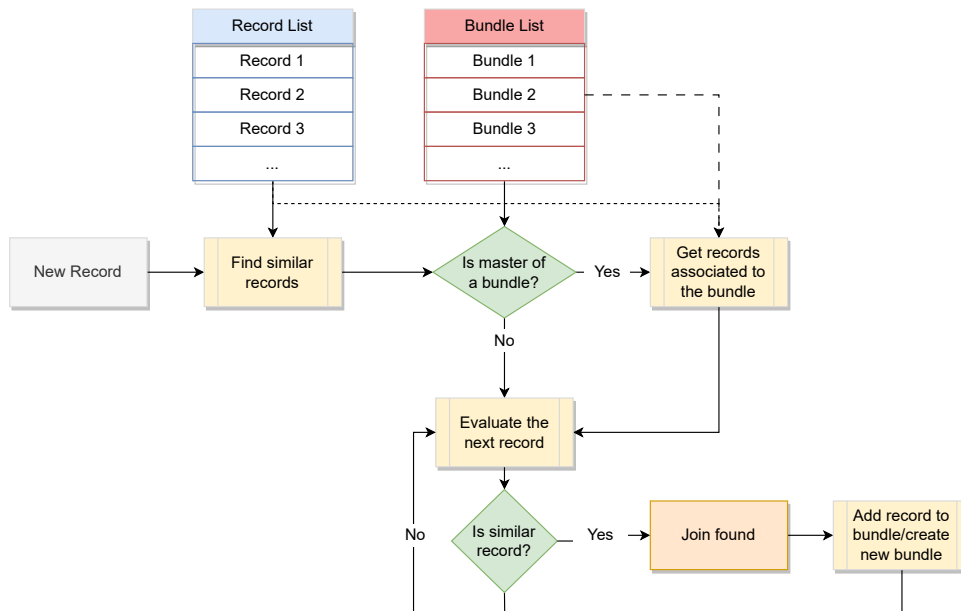 Record List
Record 1
Record 2
Record 3
...
Bundle List
Bundle 1
Bundle 2
Bundle 3
...
New Record
Find similar
records
Is master of
a bundle?
Yes
Get records
associated to
the bundle
No
Evaluate the
next record
No
Is similar
record?
Yes
Join found
Add record to
bundle/create
new bundle